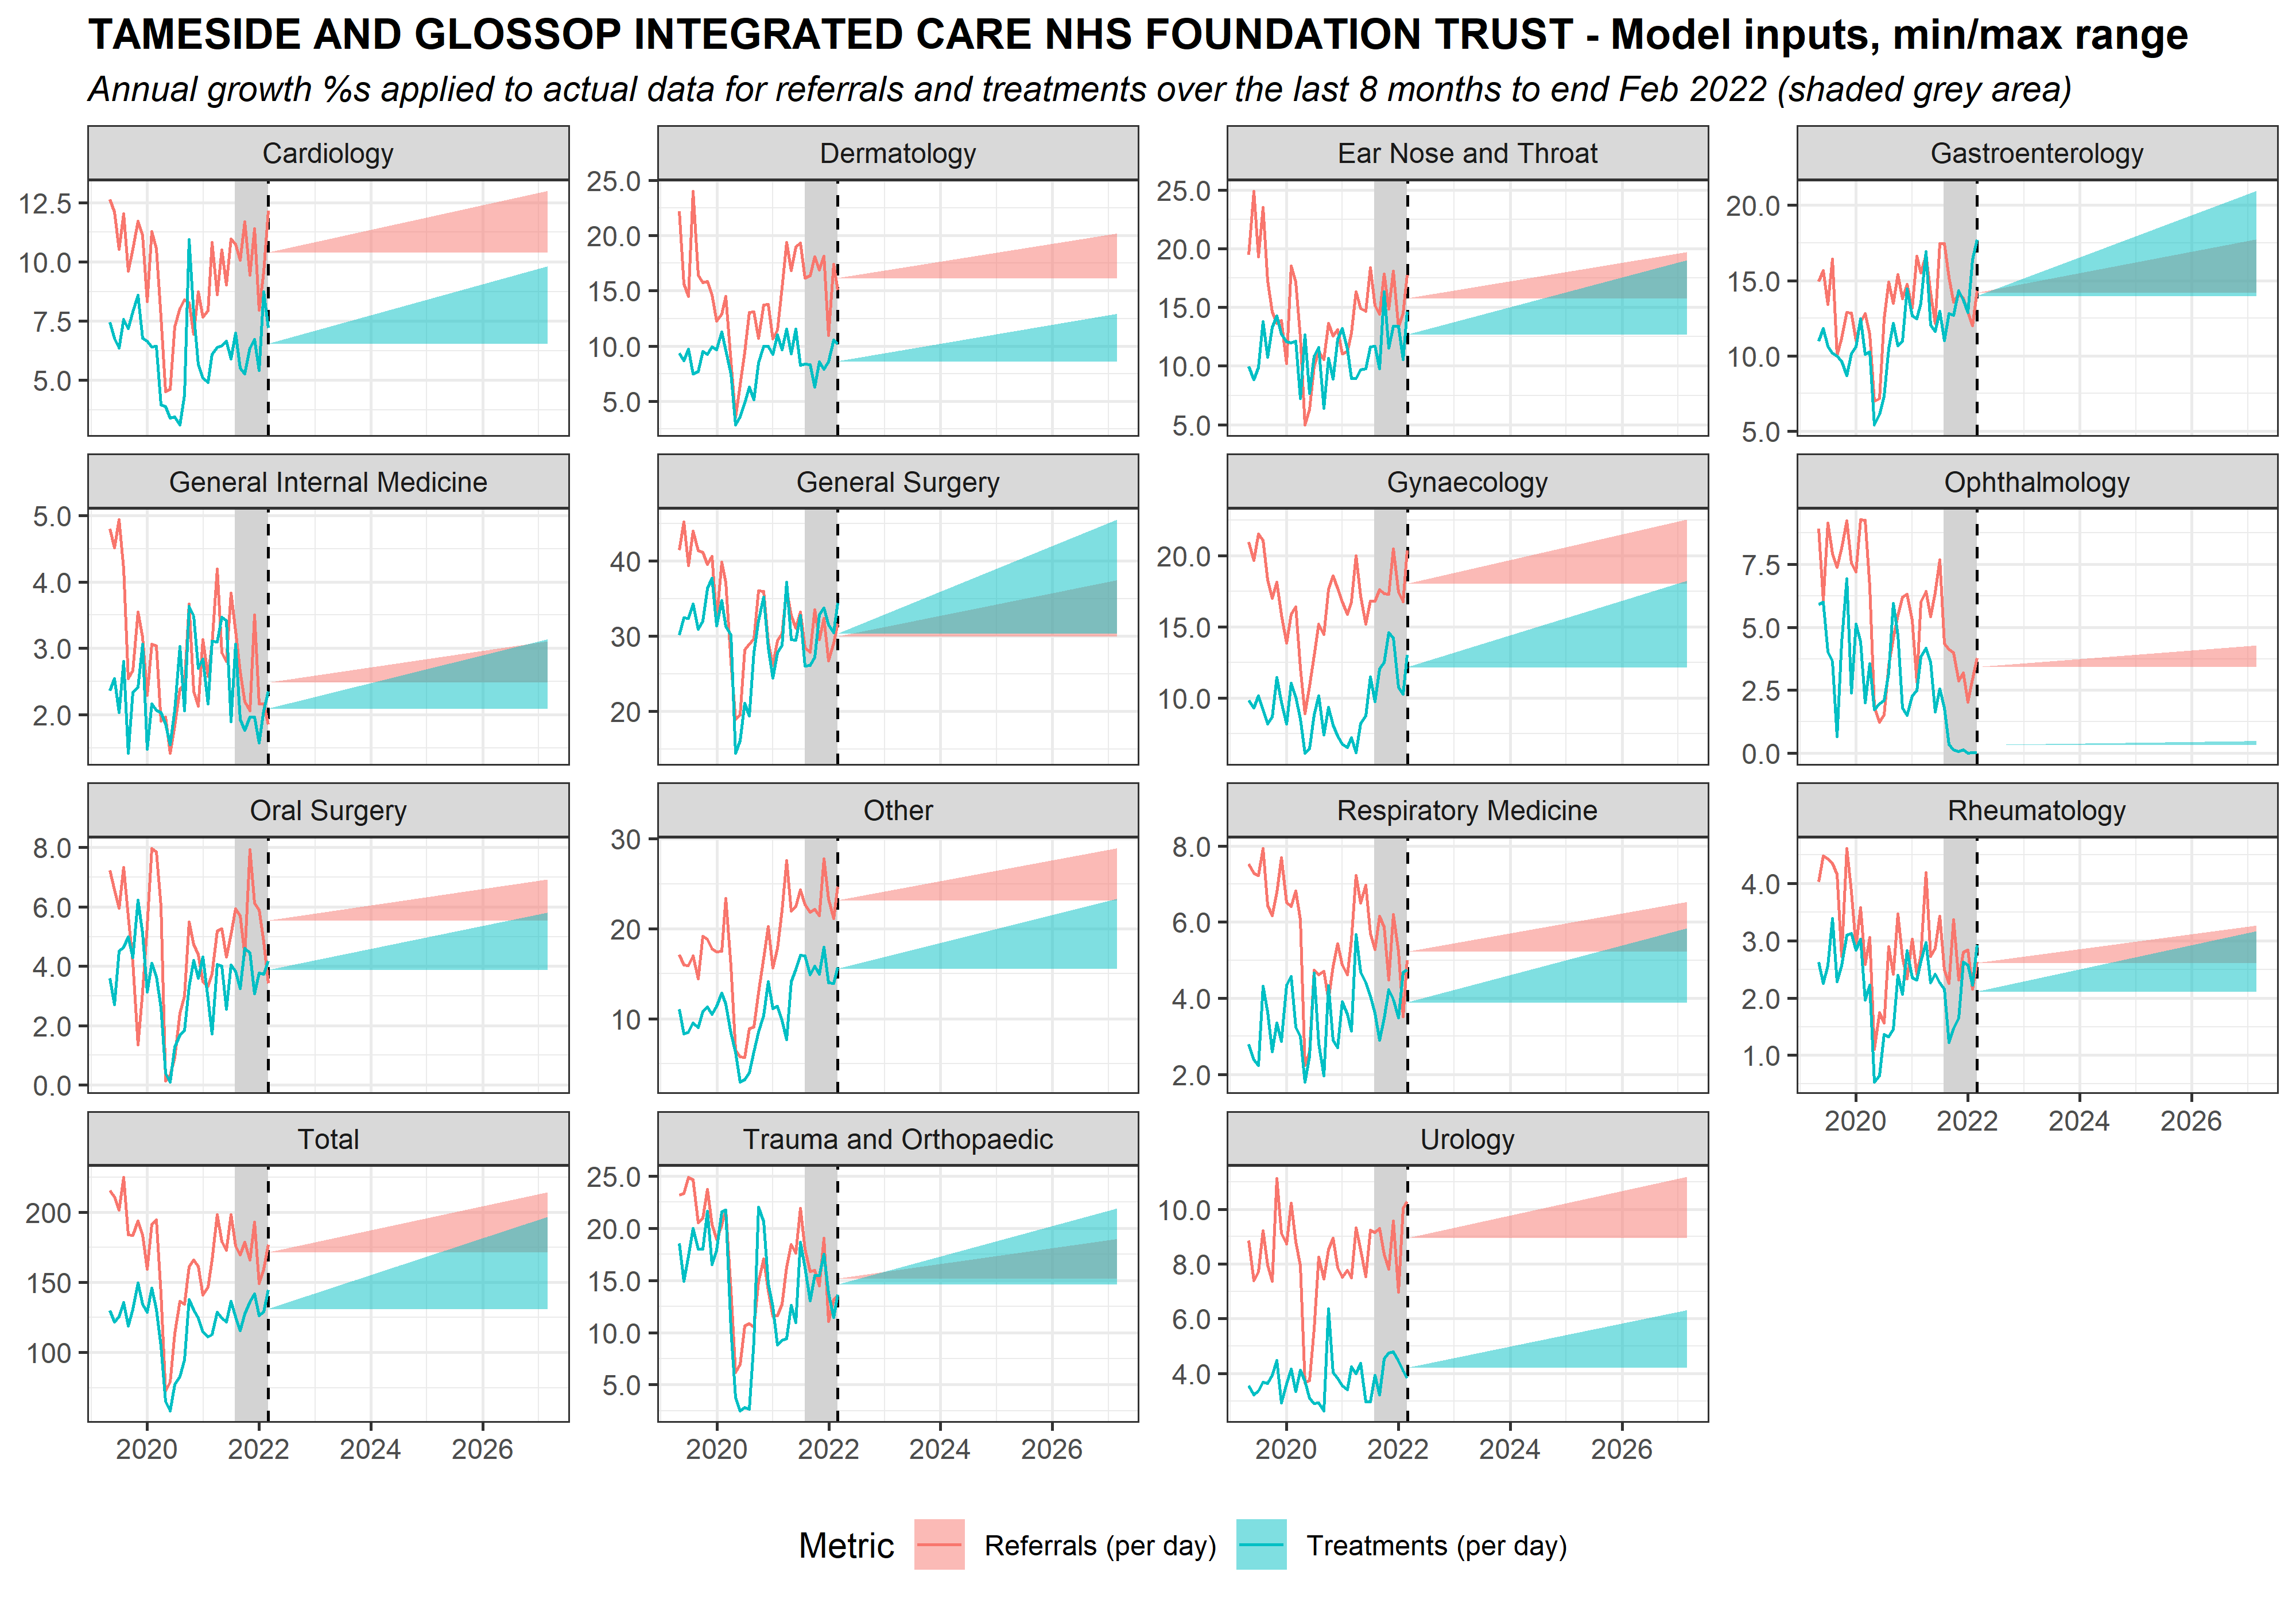 TAMESIDE AND GLOSSOP INTEGRATED CARE NHS FOUNDATION TRUST - Model inputs, min/max range
Annual growth %s applied to actual data for referrals and treatments over the last 8 months to end Feb 2022 (shaded grey area)
Cardiology
12.5
10.0
7.5
5.0
Dermatology
25.0
20.0
15.0
10.0
5.0
Ear Nose and Throat
25.0
20.0
15.0
10.0
5.0
Gastroenterology
20.0
15.0
10.0
5.0
General Internal Medicine
5.0
4.0
3.0
2.0
General Surgery
40
30
20
Gynaecology
20.0
15.0
10.0
Ophthalmology
7.5
5.0
2.5
0.0
Oral Surgery
8.0
6.0
4.0
2.0
0.0
Other
30
20
10
Respiratory Medicine
8.0
6.0
4.0
2.0
Rheumatology
4.0
3.0
2.0
1.0
2020 2022 2024 2026
Total
200
150
100
2020 2022 2024 2026
Trauma and Orthopaedic
25.0
20.0
15.0
10.0
5.0
2020 2022 2024 2026
Urology
10.0
8.0
6.0
4.0
2020 2022 2024 2026
Metric Referrals (per day) Treatments (per day)